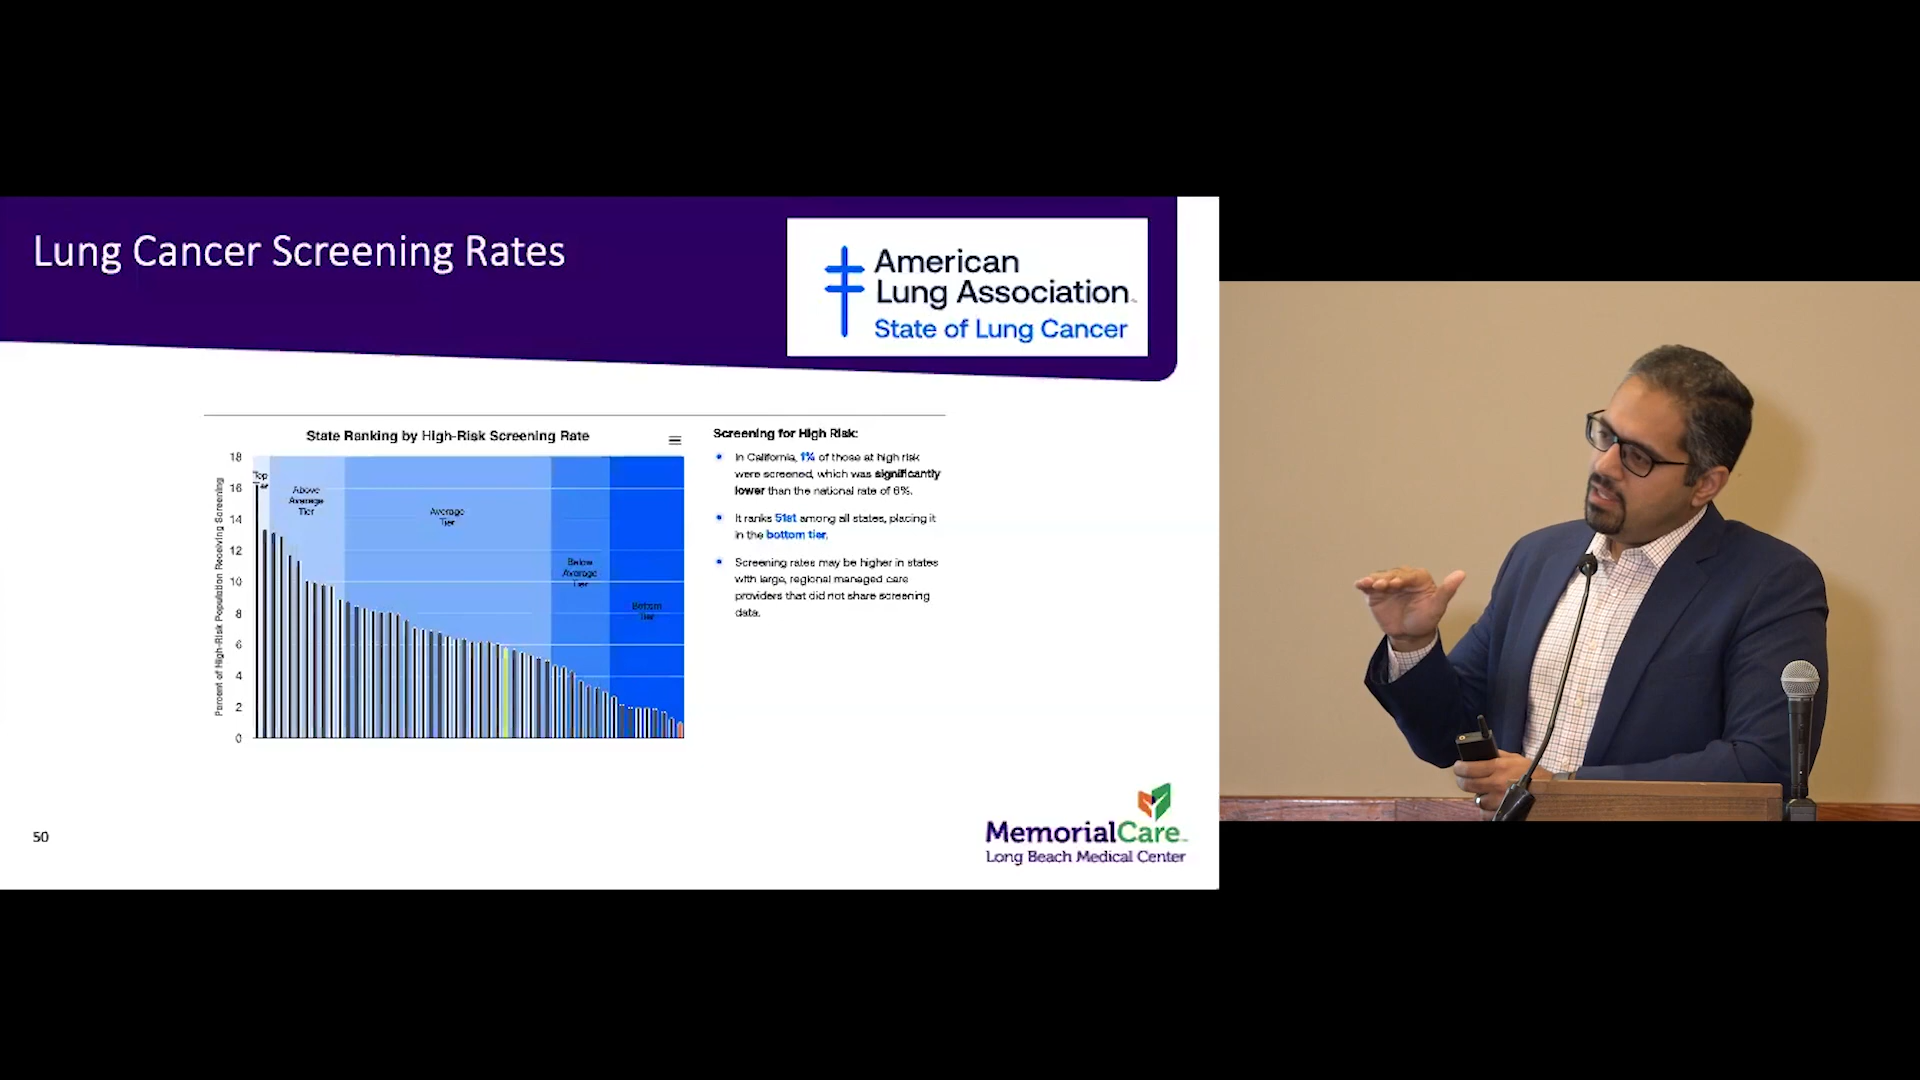 Lung Cancer Screening Rates
American
Lung Association
State of Lung Cancer
State Ranking by High-Risk Screening Rate
Percent of High-Risk Population Receiving Screening
18
16
14
12
10
8
6
4
2
0
Top
Tier
Above
Average
Tier
Average
Tier
Below
Average
Tier
Bottom
Tier
Screening for High Risk:
• In California, 1% of those at high risk
were screened, which was significantly
lower than the national rate of 6%.
• It ranks 51st among all states, placing it
in the bottom tier.
• Screening rates may be higher in states
with large, regional managed care
providers that did not share screening
data.
50
MemorialCare
Long Beach Medical Center